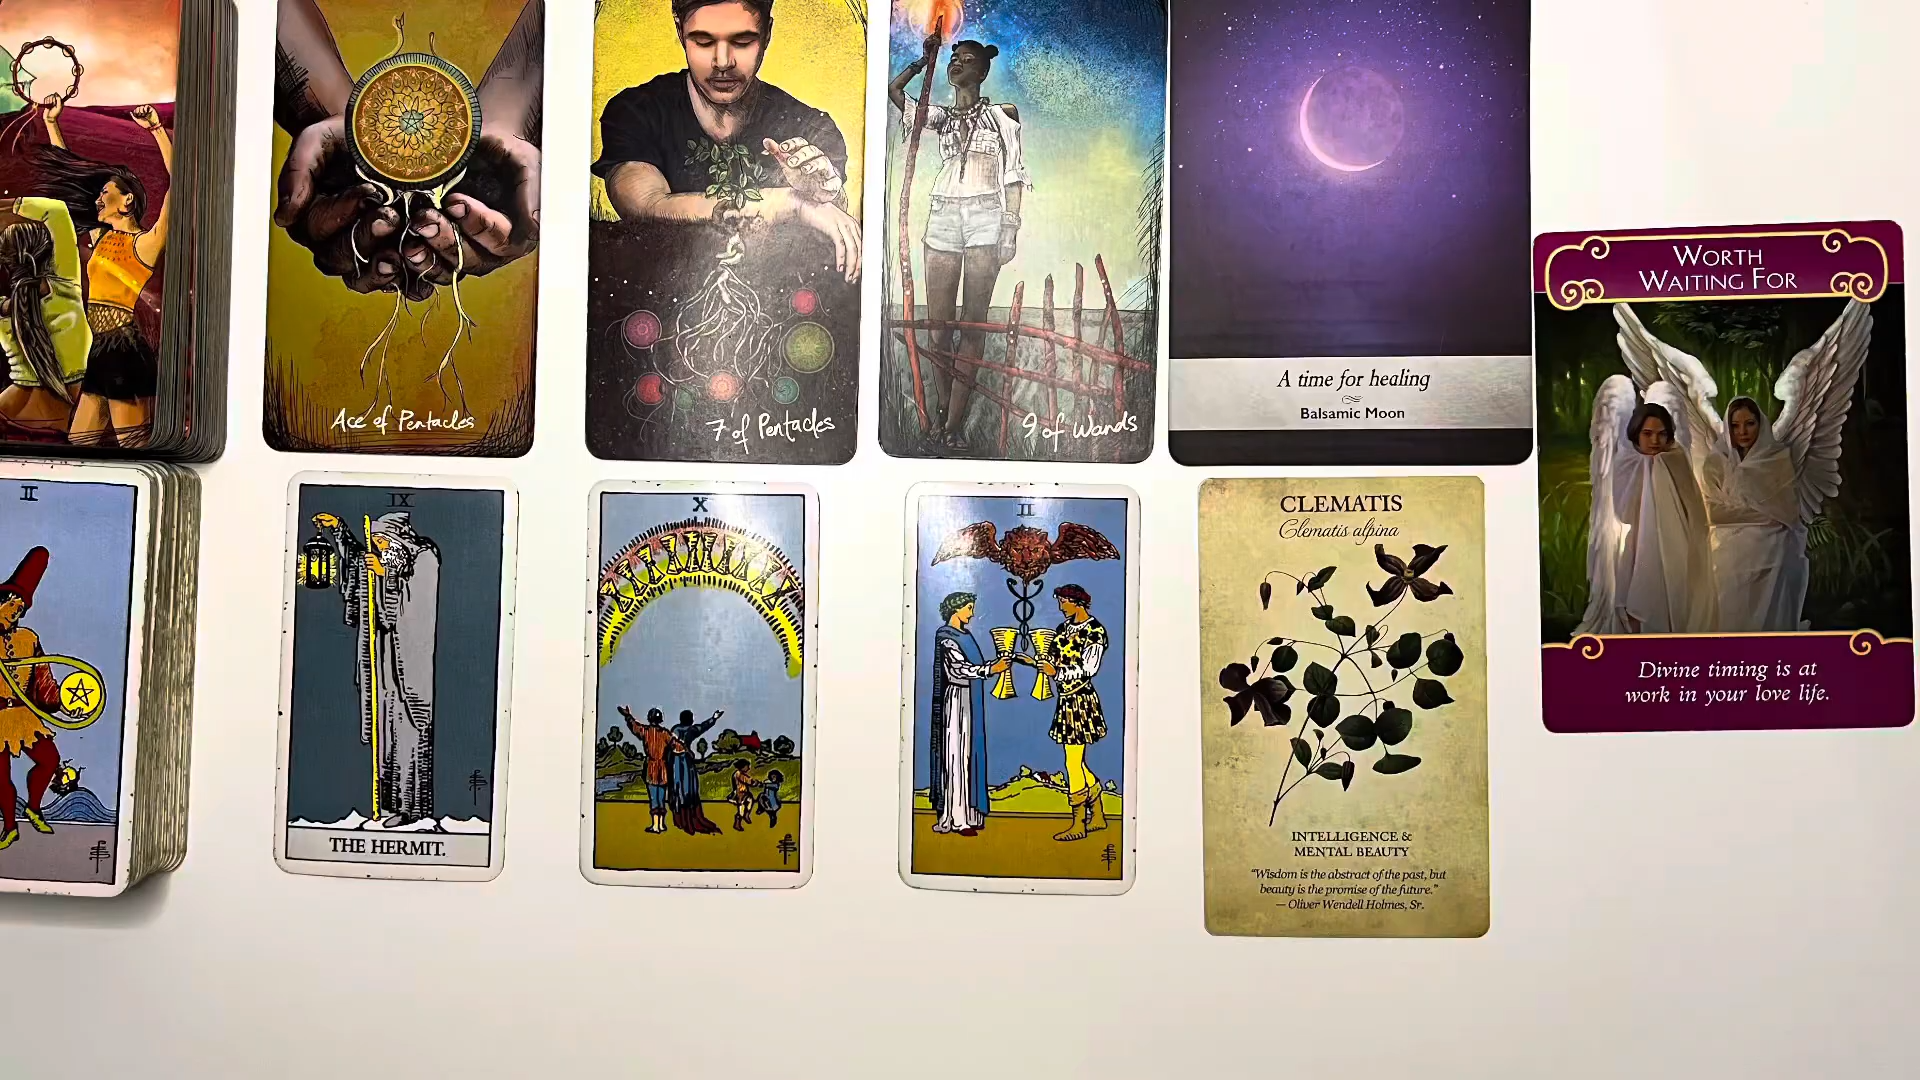 Ace of Pentacles
7 of Pentacles
9 of Wands
A time for healing
Balsamic Moon
WORTH
WAITING FOR
Divine timing is at
work in your love life.
II
IX
THE HERMIT.
X
II
CLEMATIS
Clematis alpina
INTELLIGENCE &
MENTAL BEAUTY
"Wisdom is the abstract of the past, but
beauty is the promise of the future."
— Oliver Wendell Holmes, Sr.